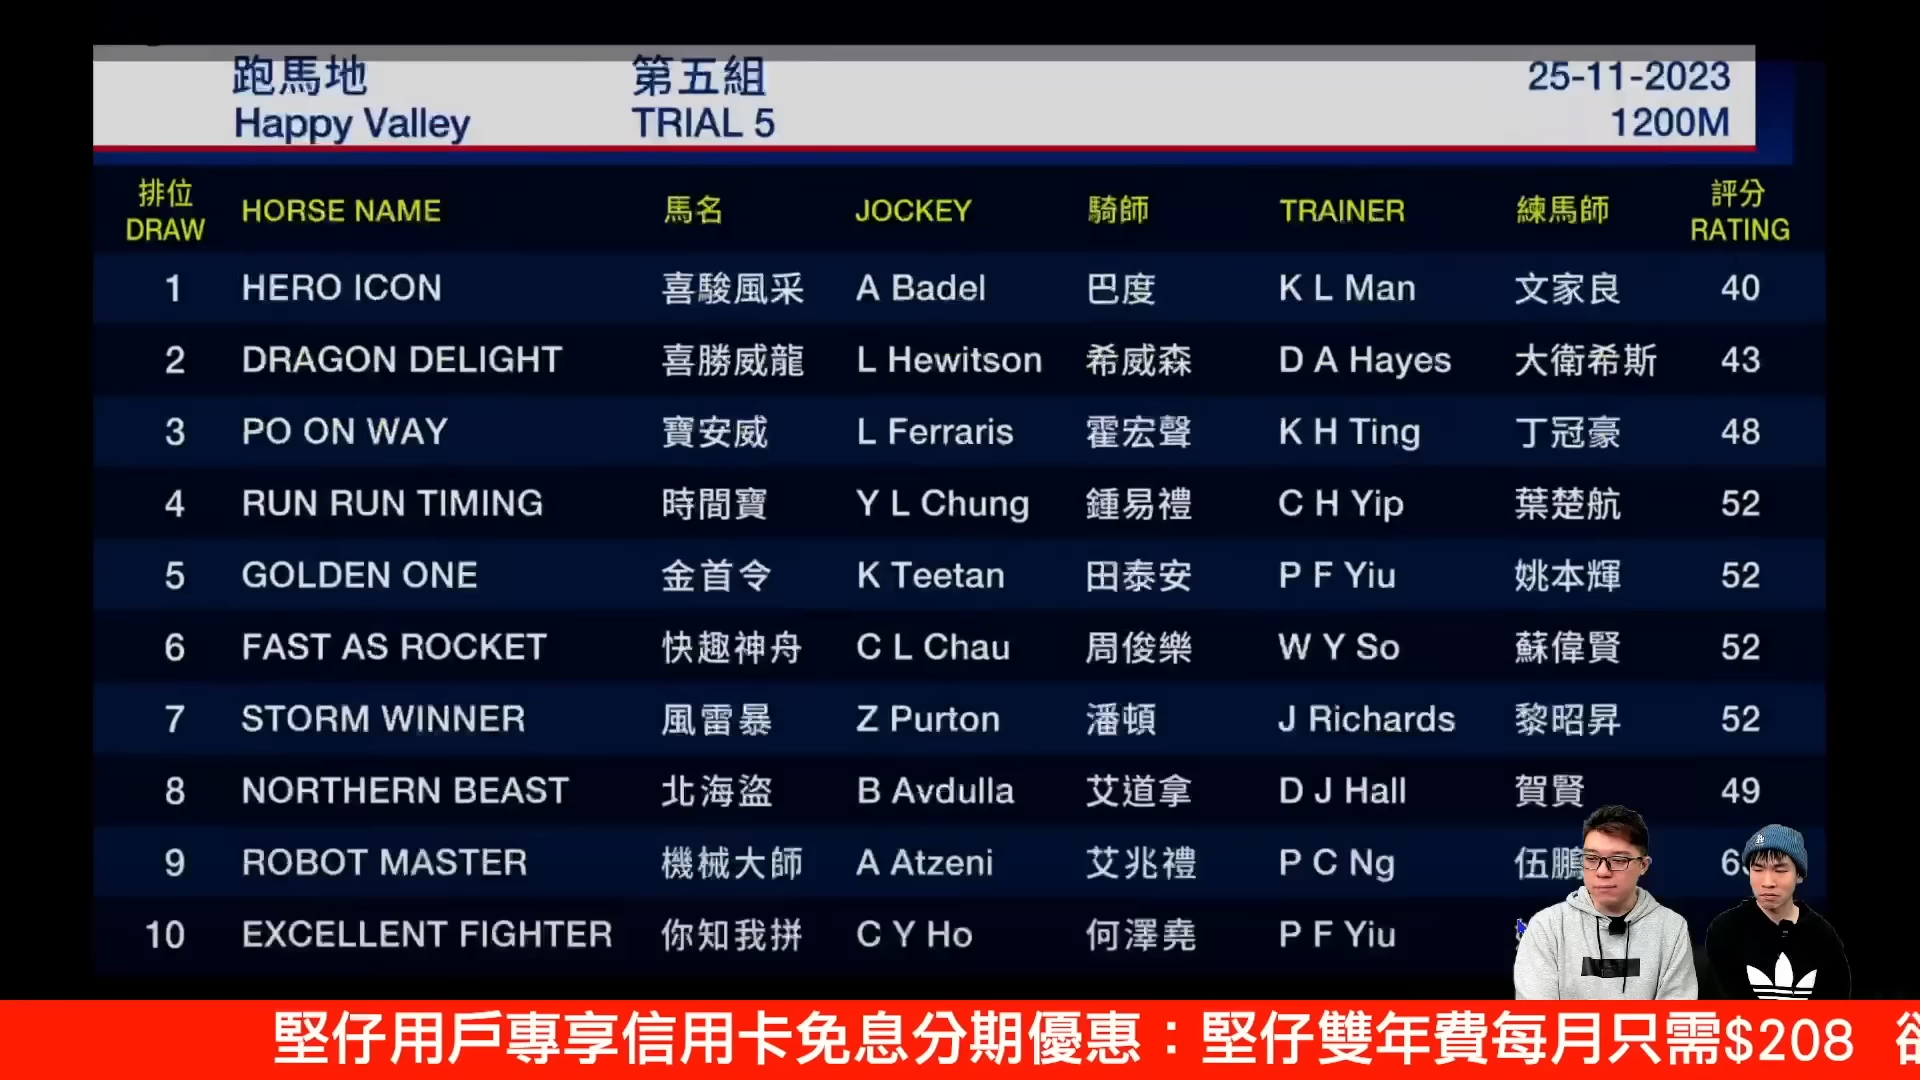 跑馬地 第五組 25-11-2023
Happy Valley TRIAL 5 1200M
排位 評分
DRAW HORSE NAME 馬名 JOCKEY 騎師 TRAINER 練馬師 RATING
1 HERO ICON 喜駿風采 A Badel 巴度 K L Man 文家良 40
2 DRAGON DELIGHT 喜勝威龍 L Hewitson 希威森 D A Hayes 大衛希斯 43
3 PO ON WAY 寶安威 L Ferraris 霍宏聲 K H Ting 丁冠豪 48
4 RUN RUN TIMING 時間寶 Y L Chung 鍾易禮 C H Yip 葉楚航 52
5 GOLDEN ONE 金首令 K Teetan 田泰安 P F Yiu 姚本輝 52
6 FAST AS ROCKET 快趣神舟 C L Chau 周俊樂 W Y So 蘇偉賢 52
7 STORM WINNER 風雷暴 Z Purton 潘頓 J Richards 黎昭昇 52
8 NORTHERN BEAST 北海盜 B Avdulla 艾道拿 D J Hall 賀賢 49
9 ROBOT MASTER 機械大師 A Atzeni 艾兆禮 P C Ng 伍鵬
10 EXCELLENT FIGHTER 你知我拼 C Y Ho 何澤堯 P F Yiu
堅仔用戶專享信用卡免息分期優惠：堅仔雙年費每月只需$208